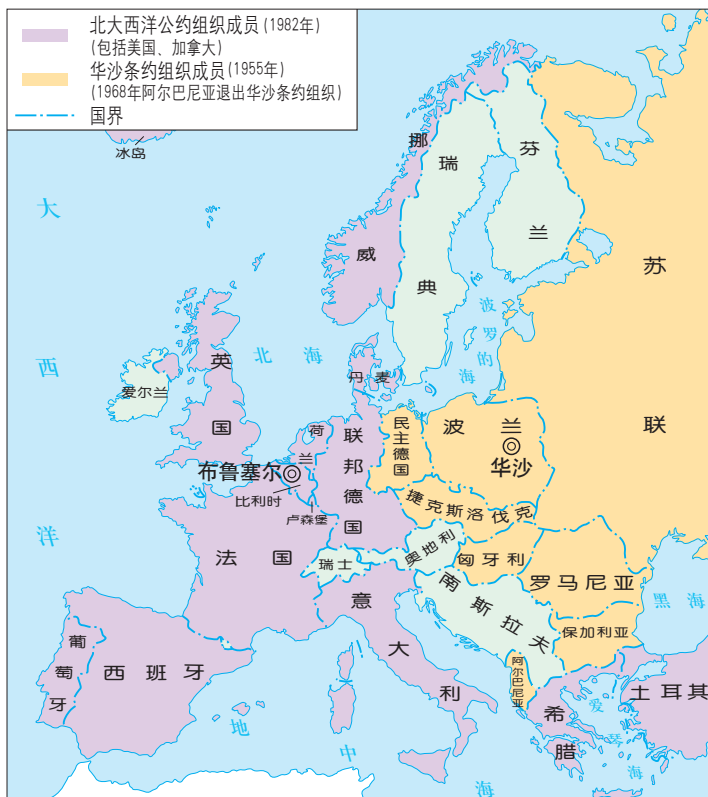 北大西洋公约组织成员(1982年)
(包括美国、加拿大)
华沙条约组织成员(1955年)
(1968年阿尔巴尼亚退出华沙条约组织)
国界
冰岛
大西洋
挪威
瑞典
芬兰
苏联
波罗的海
北海
英国
爱尔兰
丹麦
荷兰
联邦德国
民主德国
波兰
华沙
布鲁塞尔
比利时
卢森堡
捷克斯洛伐克
法国
瑞士
奥地利
匈牙利
罗马尼亚
黑海
南斯拉夫
保加利亚
意大利
阿尔巴尼亚
葡萄牙
西班牙
希腊
爱琴海
土耳其
地中海